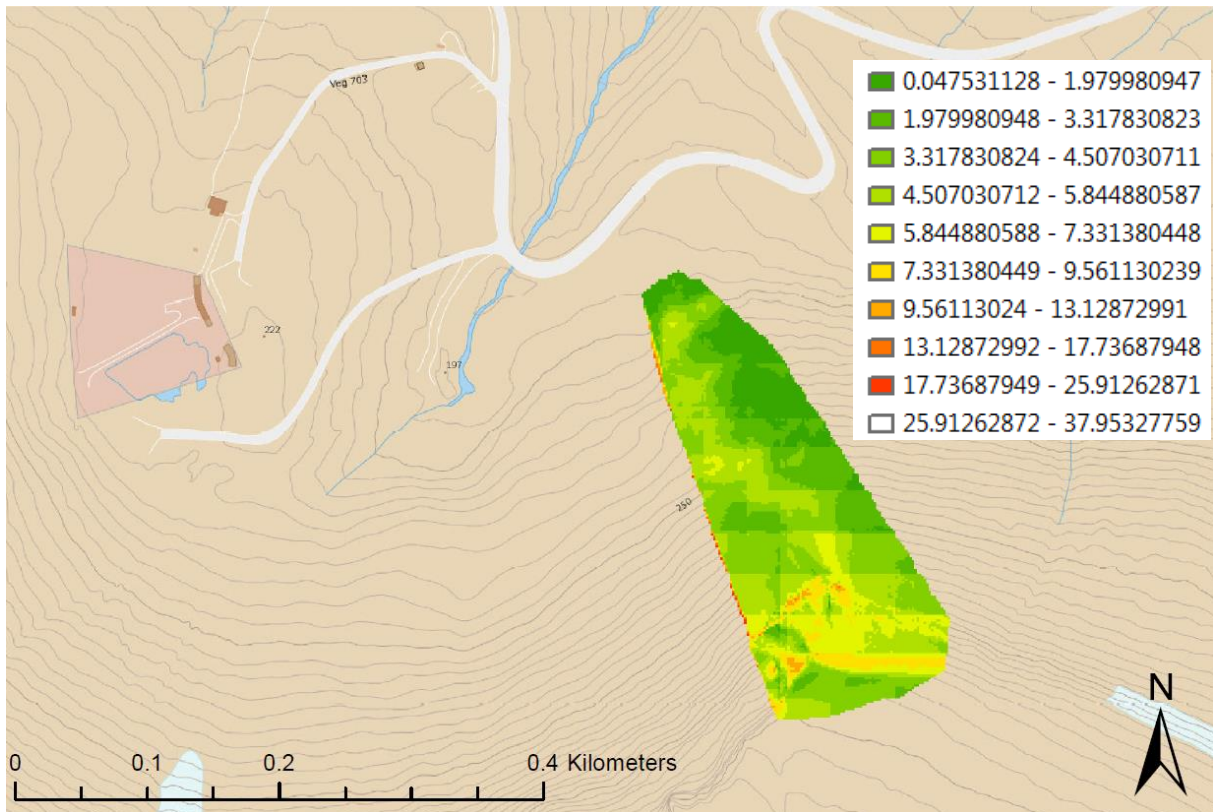 Veg 703
0.047531128 - 1.979980947
1.979980948 - 3.317830823
3.317830824 - 4.507030711
4.507030712 - 5.844880587
5.844880588 - 7.331380448
7.331380449 - 9.561130239
9.56113024 - 13.12872991
13.12872992 - 17.73687948
17.73687949 - 25.91262871
25.91262872 - 37.95327759
222
197
250
N
0 0.1 0.2 0.4 Kilometers